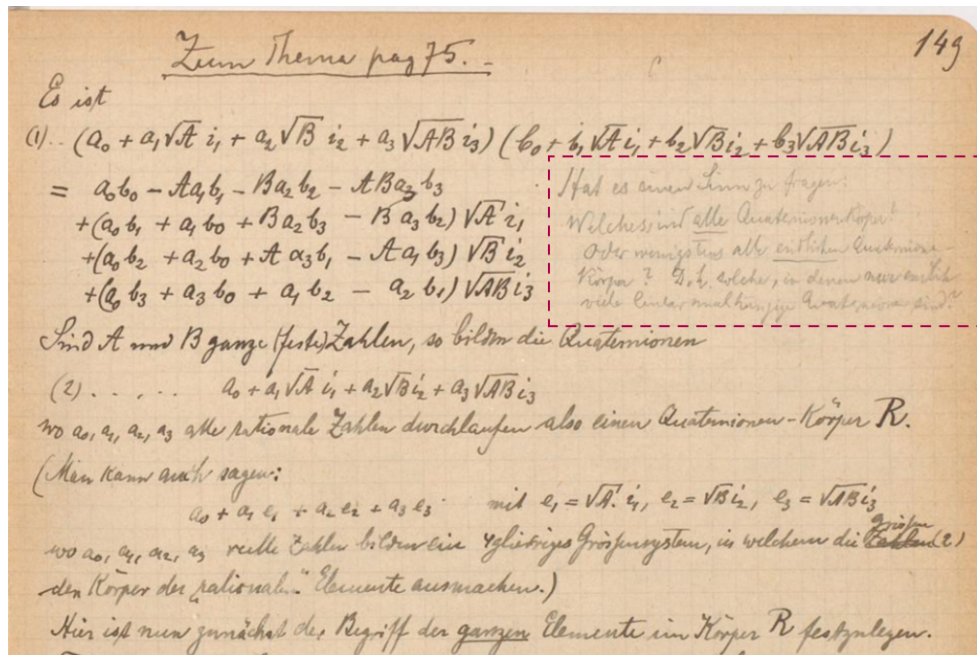 149
Zum Thema pag 75.
Es ist
(1).. (a₀ + a₁√A i₁ + a₂√B i₂ + a₃√AB i₃) (b₀ + b₁√A i₁ + b₂√B i₂ + b₃√AB i₃)
= a₀b₀ - Aa₁b₁ - Ba₂b₂ - ABa₃b₃
+(a₀b₁ + a₁b₀ + Ba₂b₃ - Ba₃b₂) √A i₁
+(a₀b₂ + a₂b₀ + Aa₃b₁ - Aa₁b₃) √B i₂
+(a₀b₃ + a₃b₀ + a₁b₂ - a₂b₁) √AB i₃
Hat es einen Sinn zu fragen:
Welches sind alle Quaternionenkörper?
Oder wenigstens alle endlichen Quaternionen-
Körper? D.h. solche, in denen nur endlich
viele linear unabhängige Quaternionen sind?
Sind A und B ganze (feste) Zahlen, so bilden die Quaternionen
(2) . . . . . a₀ + a₁√A i₁ + a₂√B i₂ + a₃√AB i₃
wo a₀, a₁, a₂, a₃ alle rationale Zahlen durchlaufen also einen Quaternionen-Körper R.
(Man kann auch sagen:
a₀ + a₁e₁ + a₂e₂ + a₃e₃ mit e₁ = √A i₁, e₂ = √B i₂, e₃ = √AB i₃
wo a₀, a₁, a₂, a₃ reelle Zahlen bilden ein 4gliedriges Grössensystem, in welchem die Grössen (2)
den Körper der „rationalen" Elemente ausmachen.)
Hier ist nun zunächst der Begriff der ganzen Elemente im Körper R festzulegen.